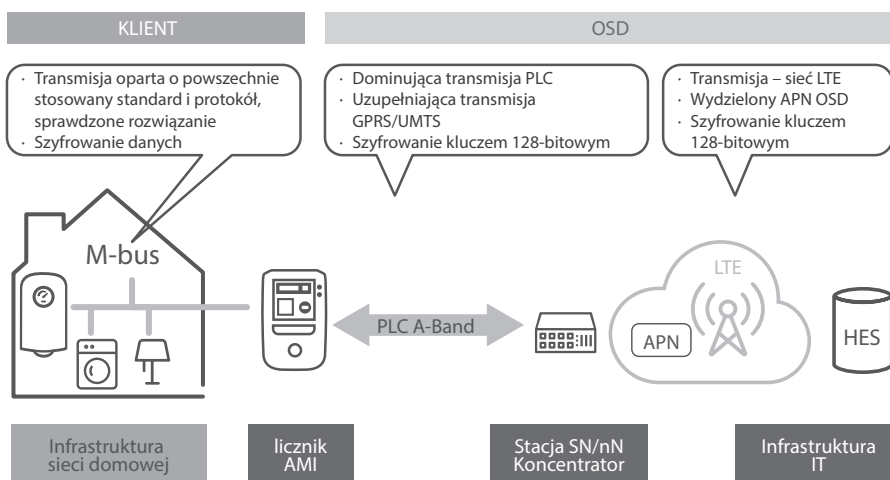 KLIENT
OSD
· Transmisja oparta o powszechnie
stosowany standard i protokół,
sprawdzone rozwiązanie
· Szyfrowanie danych
· Dominująca transmisja PLC
· Uzupełniająca transmisja
GPRS/UMTS
· Szyfrowanie kluczem 128-bitowym
· Transmisja – sieć LTE
· Wydzielony APN OSD
· Szyfrowanie kluczem
128-bitowym
M-bus
PLC A-Band
LTE
APN
HES
Infrastruktura
sieci domowej
licznik
AMI
Stacja SN/nN
Koncentrator
Infrastruktura
IT